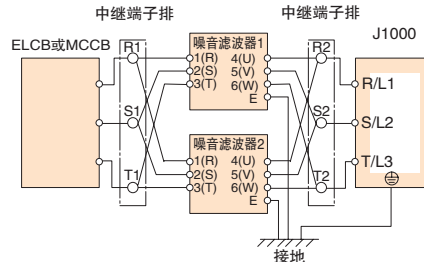 中继端子排
中继端子排
ELCB或MCCB
R1
S1
T1
噪音滤波器1
1(R) 4(U)
2(S) 5(V)
3(T) 6(W)
E
噪音滤波器2
1(R) 4(U)
2(S) 5(V)
3(T) 6(W)
E
R2
S2
T2
J1000
R/L1
S/L2
T/L3
接地